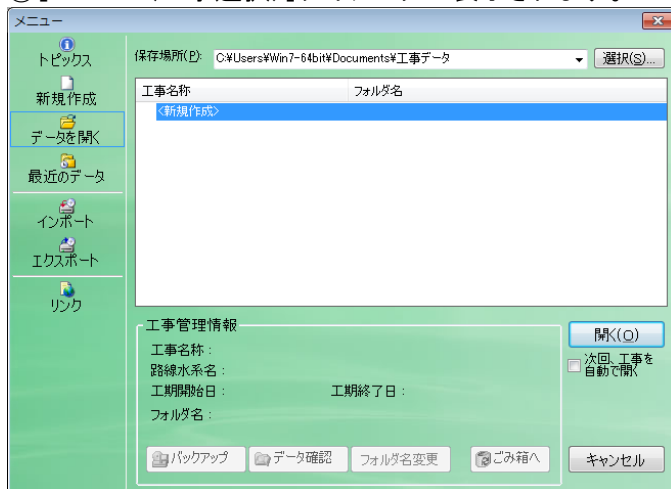 メニュー
トピックス
新規作成
データを開く
最近のデータ
インポート
エクスポート
リンク
保存場所(P): C:¥Users¥Win7-64bit¥Documents¥工事データ 選択(S)...
工事名称 フォルダ名
<新規作成>
工事管理情報
工事名称:
路線水系名:
工期開始日: 工期終了日:
フォルダ名:
バックアップ データ確認 フォルダ名変更 ごみ箱へ
開く(O)
次回、工事を
自動で開く
キャンセル